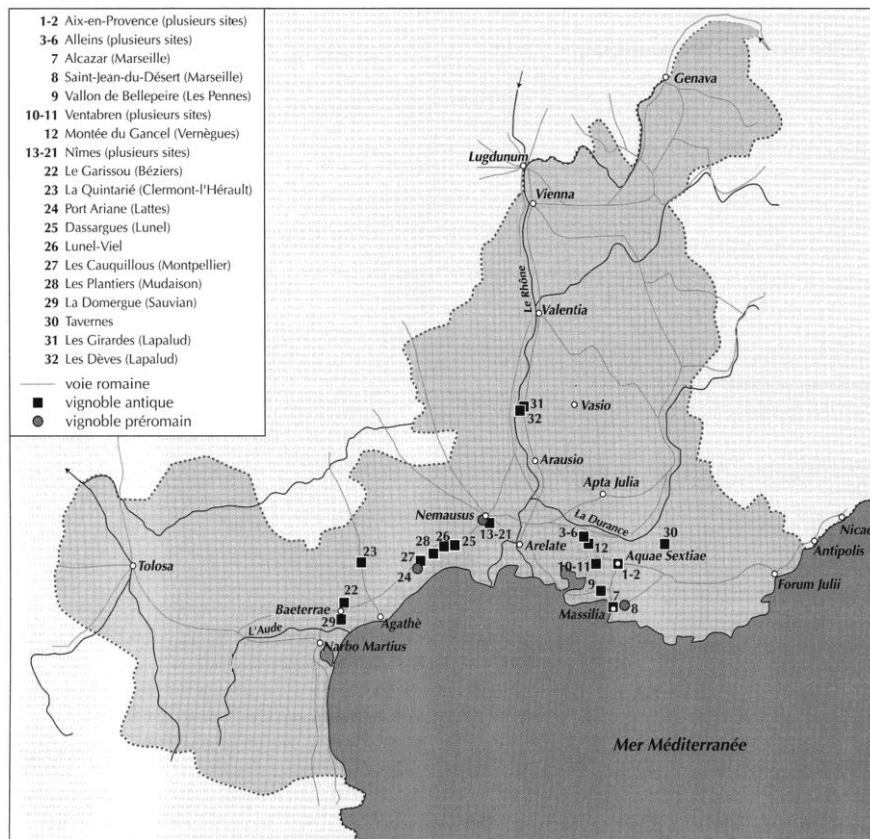 1-2 Aix-en-Provence (plusieurs sites)
3-6 Alleins (plusieurs sites)
7 Alcazar (Marseille)
8 Saint-Jean-du-Désert (Marseille)
9 Vallon de Bellepeire (Les Pennes)
10-11 Ventabren (plusieurs sites)
12 Montée du Gancel (Vernègues)
13-21 Nîmes (plusieurs sites)
22 Le Garissou (Béziers)
23 La Quintarié (Clermont-l'Hérault)
24 Port Ariane (Lattes)
25 Dassargues (Lunel)
26 Lunel-Viel
27 Les Cauquillous (Montpellier)
28 Les Plantiers (Mudaison)
29 La Domergue (Sauvian)
30 Tavernes
31 Les Girardes (Lapalud)
32 Les Dèves (Lapalud)
voie romaine
vignoble antique
vignoble préromain
Genava
Lugdunum
Vienna
Le Rhône
Valentia
31
Vasio
32
Arausio
Apta Julia
Nemausus
La Durance
13-21
Nicaea
Antipolis
3-6
30
28
26
25
Arelate
12
Aquae Sextiae
23
27
10-11
1-2
Tolosa
24
Forum Julii
9
22
7
8
Baeterrae
Massilia
Agathè
29
L'Aude
Narbo Martius
Mer Méditerranée